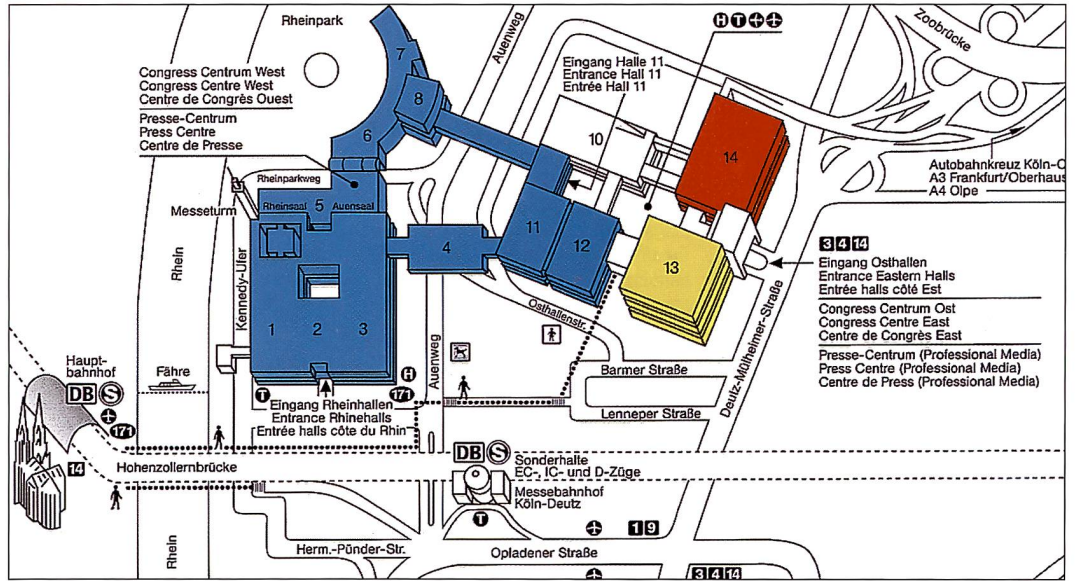 Rheinpark
Auenweg
Zoobrücke
H T
Congress Centrum West
Congress Centre West
Centre de Congrès Ouest
Presse-Centrum
Press Centre
Centre de Presse
Eingang Halle 11
Entrance Hall 11
Entrée Hall 11
7
8
6
10
14
Autobahnkreuz Köln-O
A3 Frankfurt/Oberhaus
A4 Olpe
Rheinparkweg
Messeturm
Rheinsaal
5
Auensaal
4
11
12
13
3 4 14
Eingang Osthallen
Entrance Eastern Halls
Entrée halls côté Est
Congress Centrum Ost
Congress Centre East
Centre de Congrès East
Presse-Centrum (Professional Media)
Press Centre (Professional Media)
Centre de Press (Professional Media)
Rhein
Kennedy-Ufer
1
2
3
Osthallenstr.
Auenweg
Deutz-Mülheimer-Straße
Haupt-
bahnhof
DB S
171
Fähre
Barmer Straße
Lenneper Straße
H
T
171
Eingang Rheinhallen
Entrance Rhinehalls
Entrée halls côte du Rhin
14
Hohenzollernbrücke
DB S
Sonderhalle
EC-, IC- und D-Züge
Messebahnhof
Köln-Deutz
T
1 9
Rhein
Herm.-Pünder-Str.
Opladener Straße
3 4 14